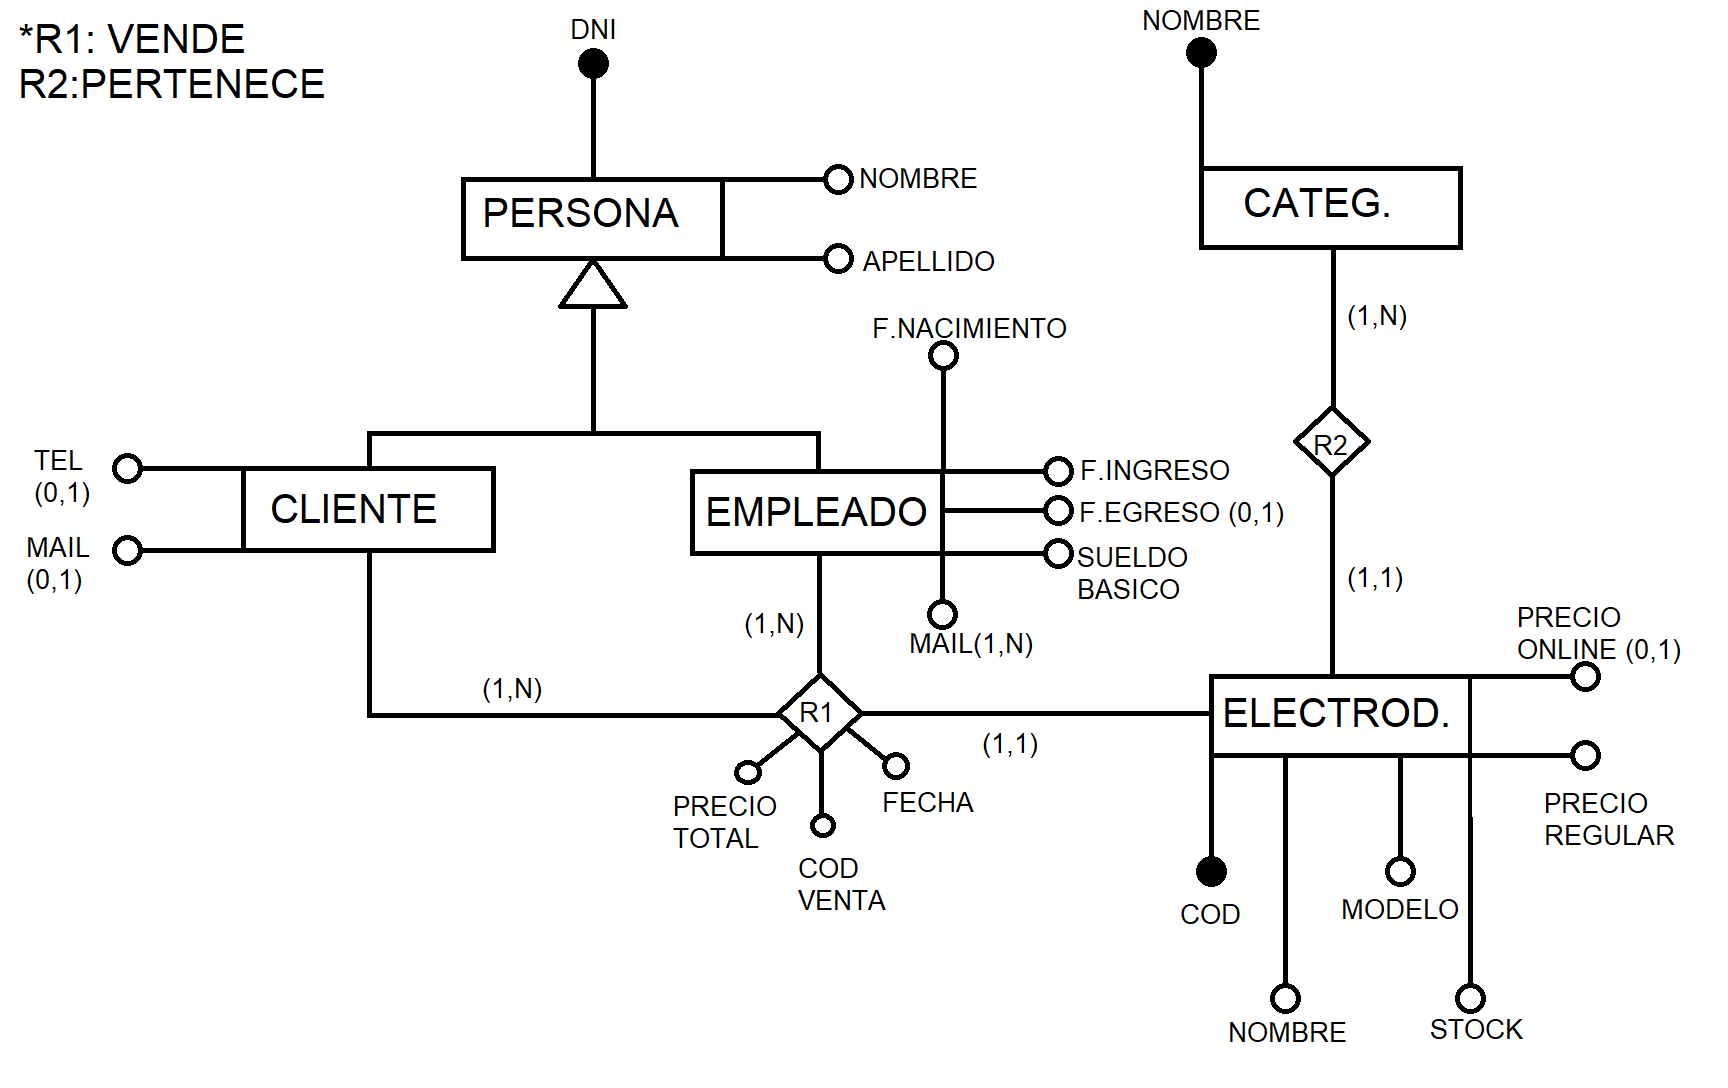 *R1: VENDE
R2:PERTENECE
DNI
NOMBRE
NOMBRE
PERSONA
APELLIDO
CATEG.
(1,N)
F.NACIMIENTO
R2
TEL
(0,1)
MAIL
(0,1)
CLIENTE
EMPLEADO
F.INGRESO
F.EGRESO (0,1)
SUELDO
BASICO
(1,1)
(1,N)
MAIL(1,N)
PRECIO
ONLINE (0,1)
(1,N)
R1
(1,1)
ELECTROD.
PRECIO
TOTAL
COD
VENTA
FECHA
PRECIO
REGULAR
COD
MODELO
NOMBRE
STOCK